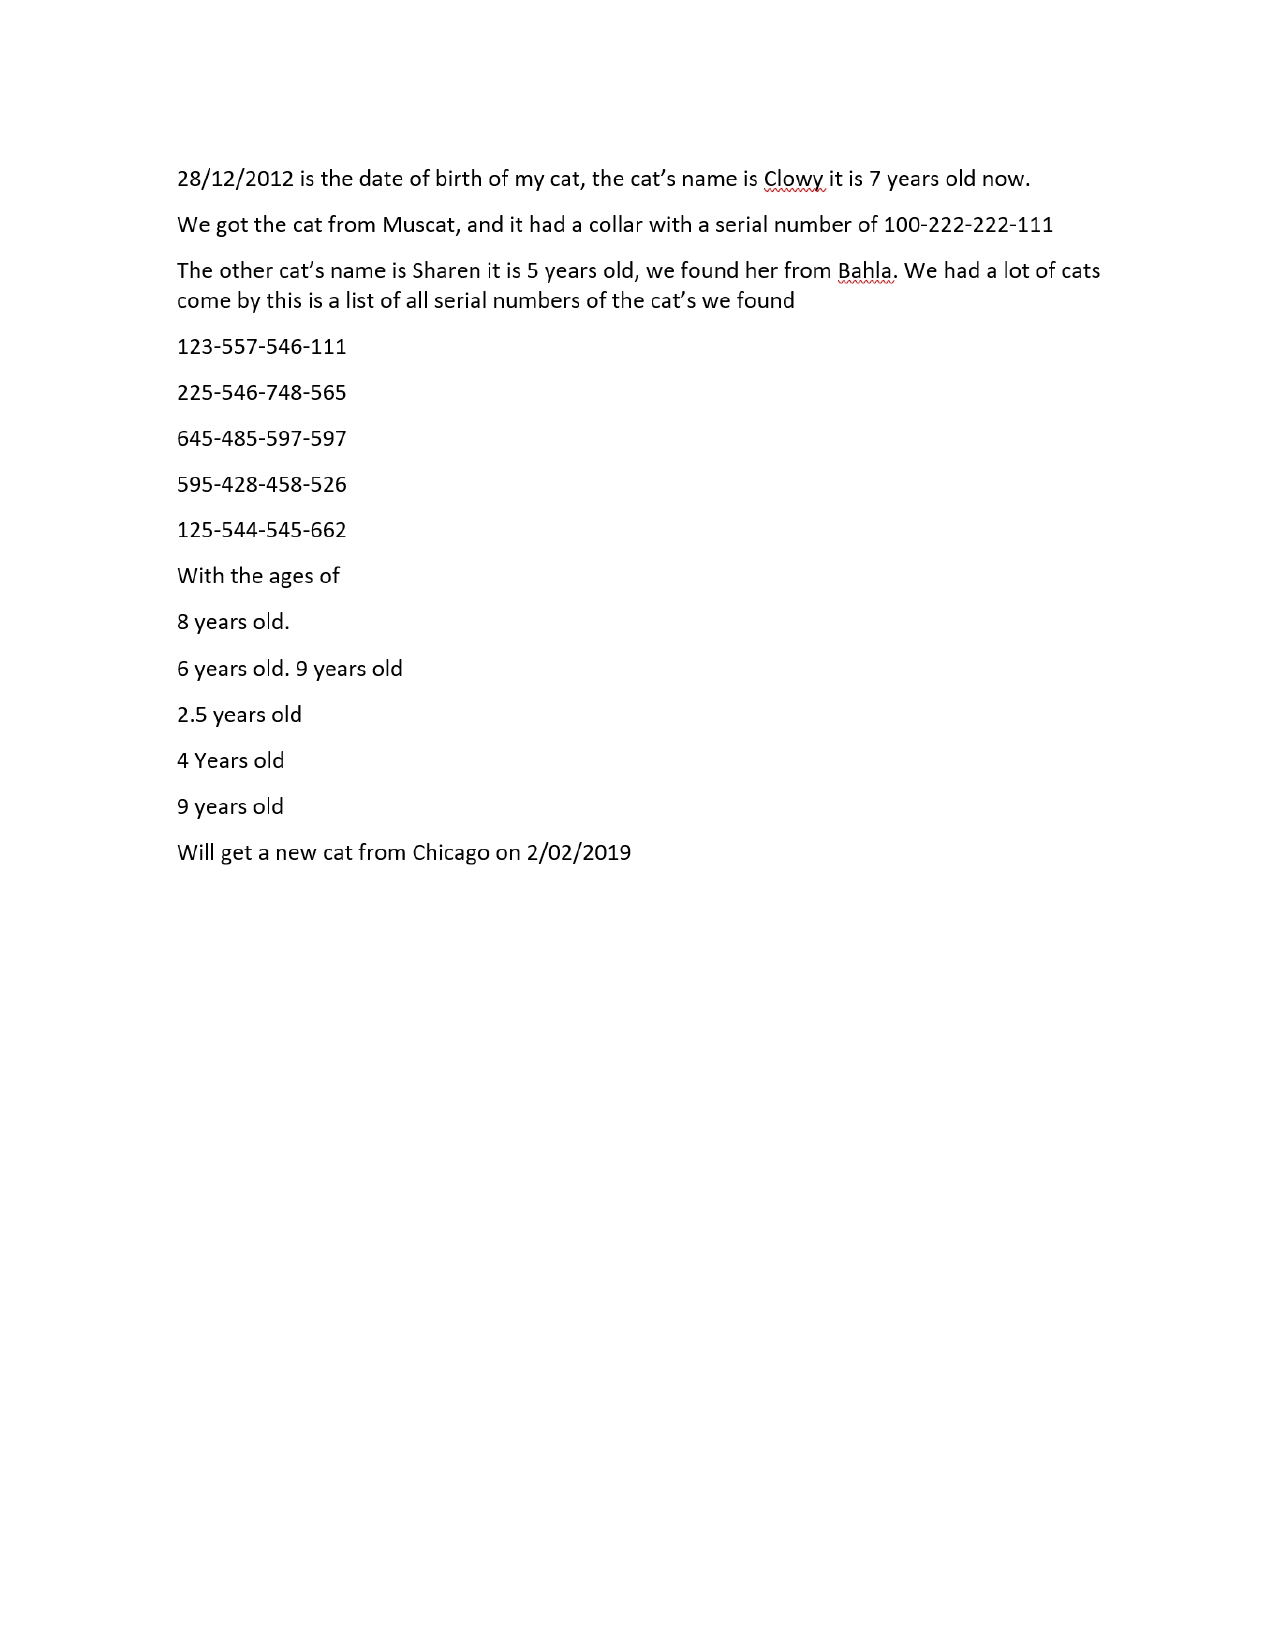 28/12/2012 is the date of birth of my cat, the cat’s name is Clowy it is 7 years old now.
We got the cat from Muscat, and it had a collar with a serial number of 100-222-222-111
The other cat’s name is Sharen it is 5 years old, we found her from Bahla. We had a lot of cats
come by this is a list of all serial numbers of the cat’s we found
123-557-546-111
225-546-748-565
645-485-597-597
595-428-458-526
125-544-545-662
With the ages of
8 years old.
6 years old. 9 years old
2.5 years old
4 Years old
9 years old
Will get a new cat from Chicago on 2/02/2019